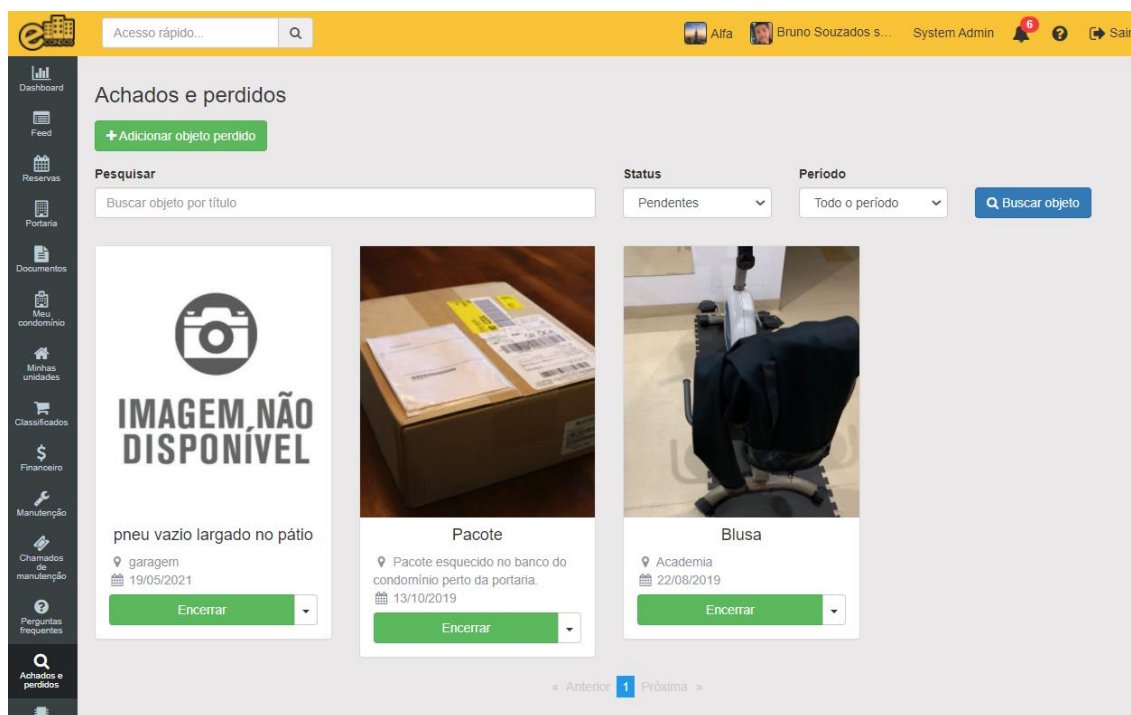 e
CONDOS
Acesso rápido...
Alfa
Bruno Souzados s...
System Admin
6
Sair
Dashboard
Feed
Reservas
Portaria
Documentos
Meu
condomínio
Minhas
unidades
Classificados
Financeiro
Manutenção
Chamados
de
manutenção
Perguntas
frequentes
Achados e
perdidos
Achados e perdidos
Adicionar objeto perdido
Pesquisar
Status
Período
Buscar objeto por título
Pendentes
Todo o período
Buscar objeto
IMAGEM NÃO
DISPONÍVEL
pneu vazio largado no pátio
garagem
19/05/2021
Encerrar
Pacote
Pacote esquecido no banco do
condomínio perto da portaria.
13/10/2019
Encerrar
Blusa
Academia
22/08/2019
Encerrar
« Anterior 1 Próxima »